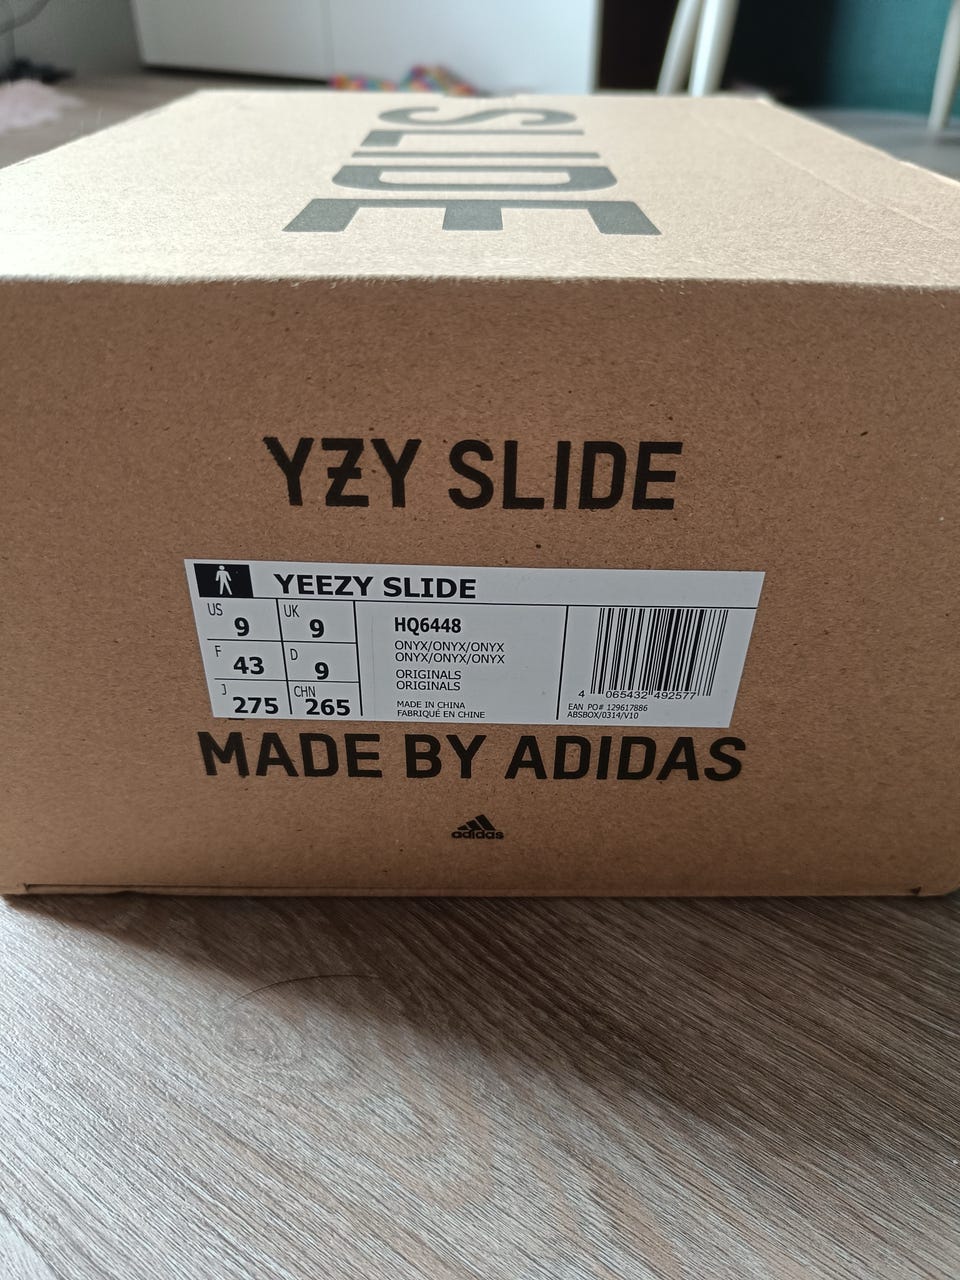 SLIDE
YZY SLIDE
YEEZY SLIDE
US 9 UK 9
F 43 D 9
J 275 CHN 265
HQ6448
ONYX/ONYX/ONYX
ONYX/ONYX/ONYX
ORIGINALS
ORIGINALS
MADE IN CHINA
FABRIQUÉ EN CHINE
4 065432 492577
EAN PO# 129617886
ABSBOX/0314/V10
MADE BY ADIDAS
adidas